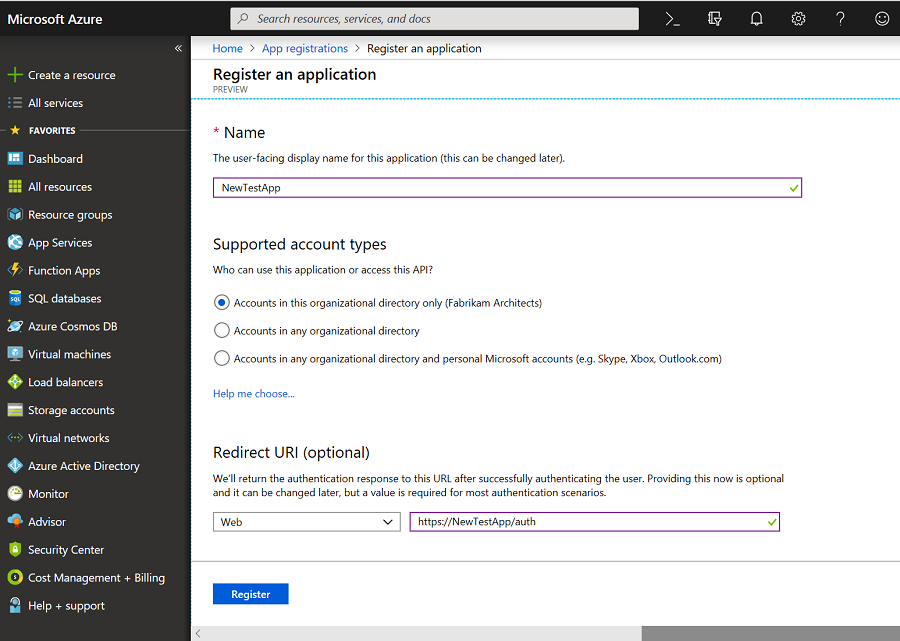 Microsoft Azure
Search resources, services, and docs
Home > App registrations > Register an application
Register an application
PREVIEW
Create a resource
All services
FAVORITES
Dashboard
All resources
Resource groups
App Services
Function Apps
SQL databases
Azure Cosmos DB
Virtual machines
Load balancers
Storage accounts
Virtual networks
Azure Active Directory
Monitor
Advisor
Security Center
Cost Management + Billing
Help + support
* Name
The user-facing display name for this application (this can be changed later).
NewTestApp
Supported account types
Who can use this application or access this API?
Accounts in this organizational directory only (Fabrikam Architects)
Accounts in any organizational directory
Accounts in any organizational directory and personal Microsoft accounts (e.g. Skype, Xbox, Outlook.com)
Help me choose...
Redirect URI (optional)
We'll return the authentication response to this URL after successfully authenticating the user. Providing this now is optional
and it can be changed later, but a value is required for most authentication scenarios.
Web
https://NewTestApp/auth
Register